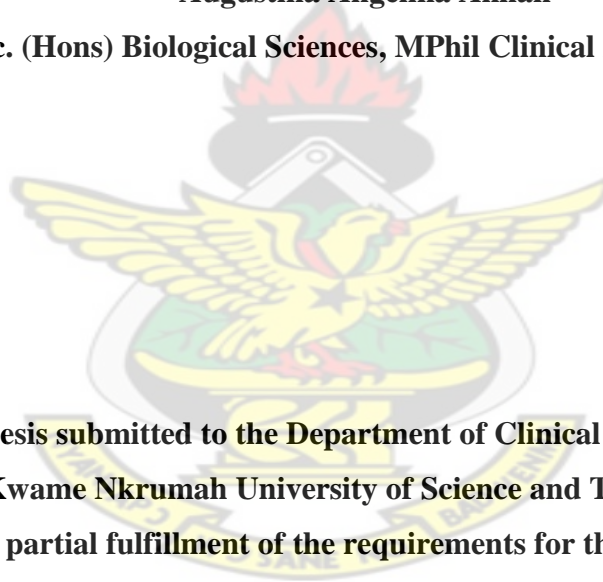 Augustina Angelina Annan
c. (Hons) Biological Sciences, MPhil Clinical
esis submitted to the Department of Clinical
Kwame Nkrumah University of Science and T
partial fulfillment of the requirements for th
SANE